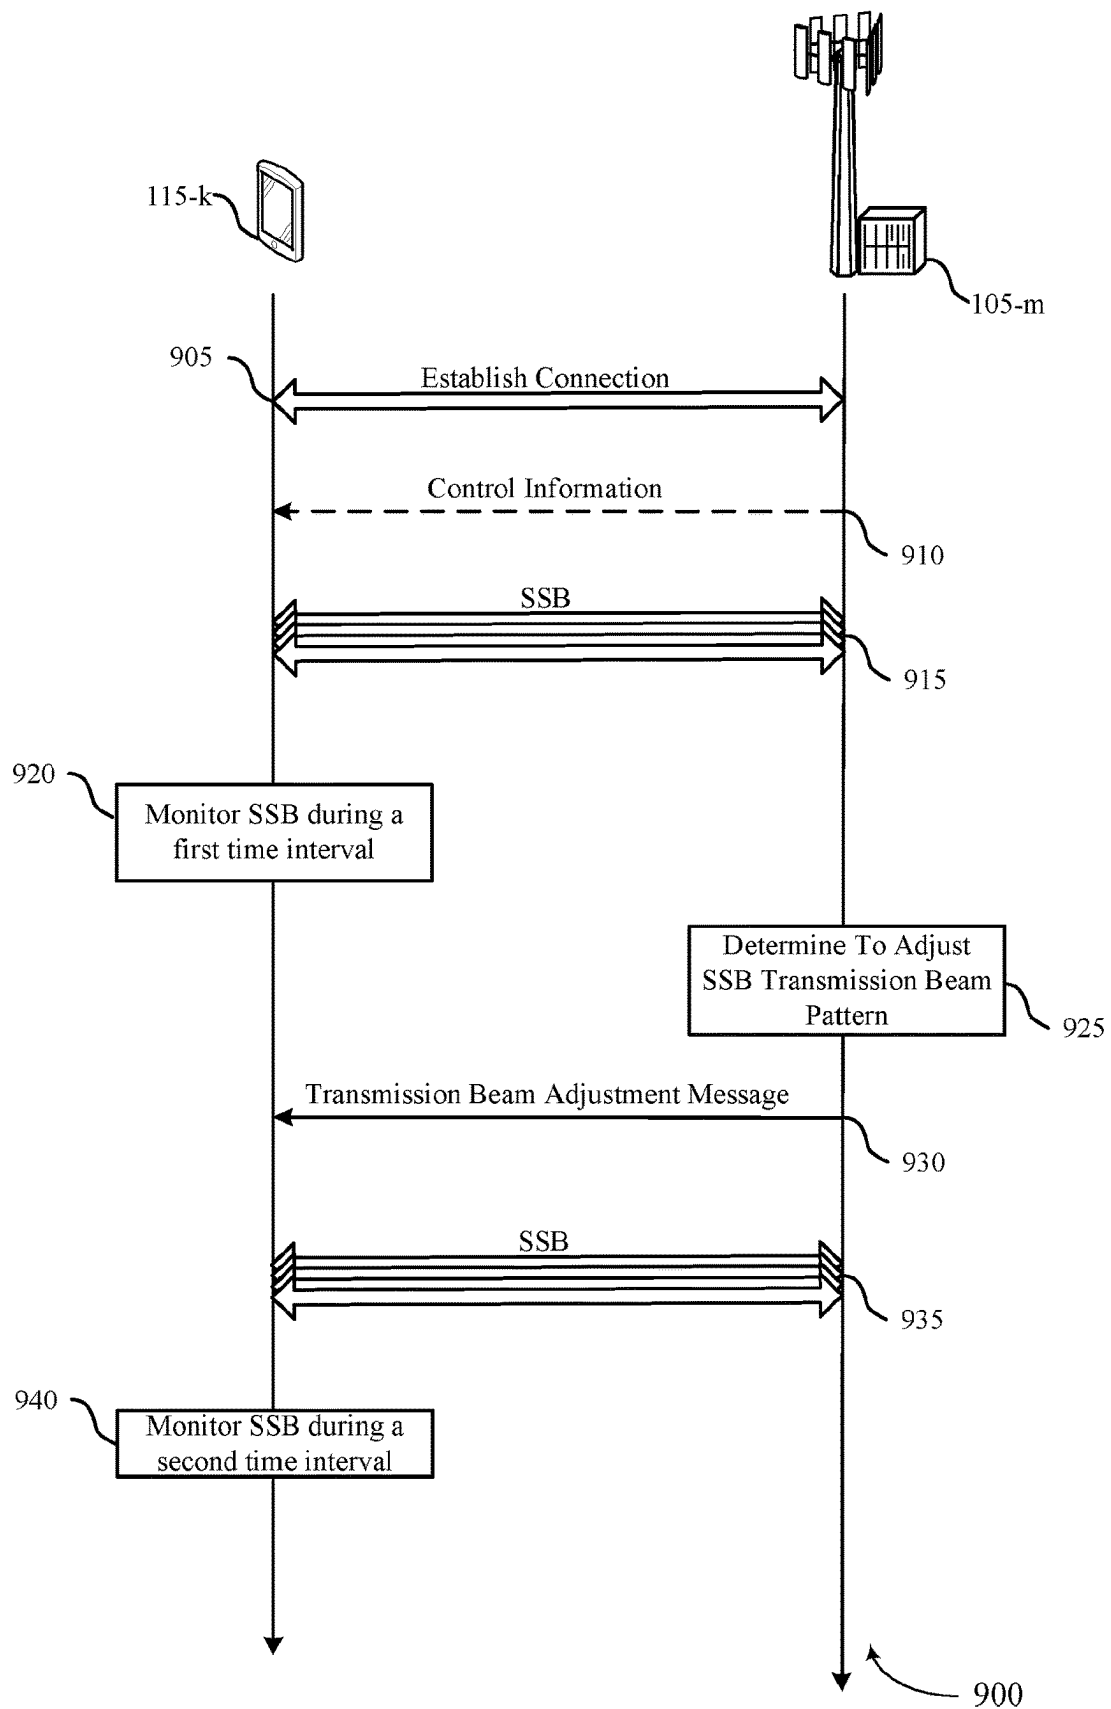 115-k
105-m
905
Establish Connection
Control Information
910
SSB
915
920
Monitor SSB during a
first time interval
Determine To Adjust
SSB Transmission Beam
Pattern
925
Transmission Beam Adjustment Message
930
SSB
935
940
Monitor SSB during a
second time interval
900